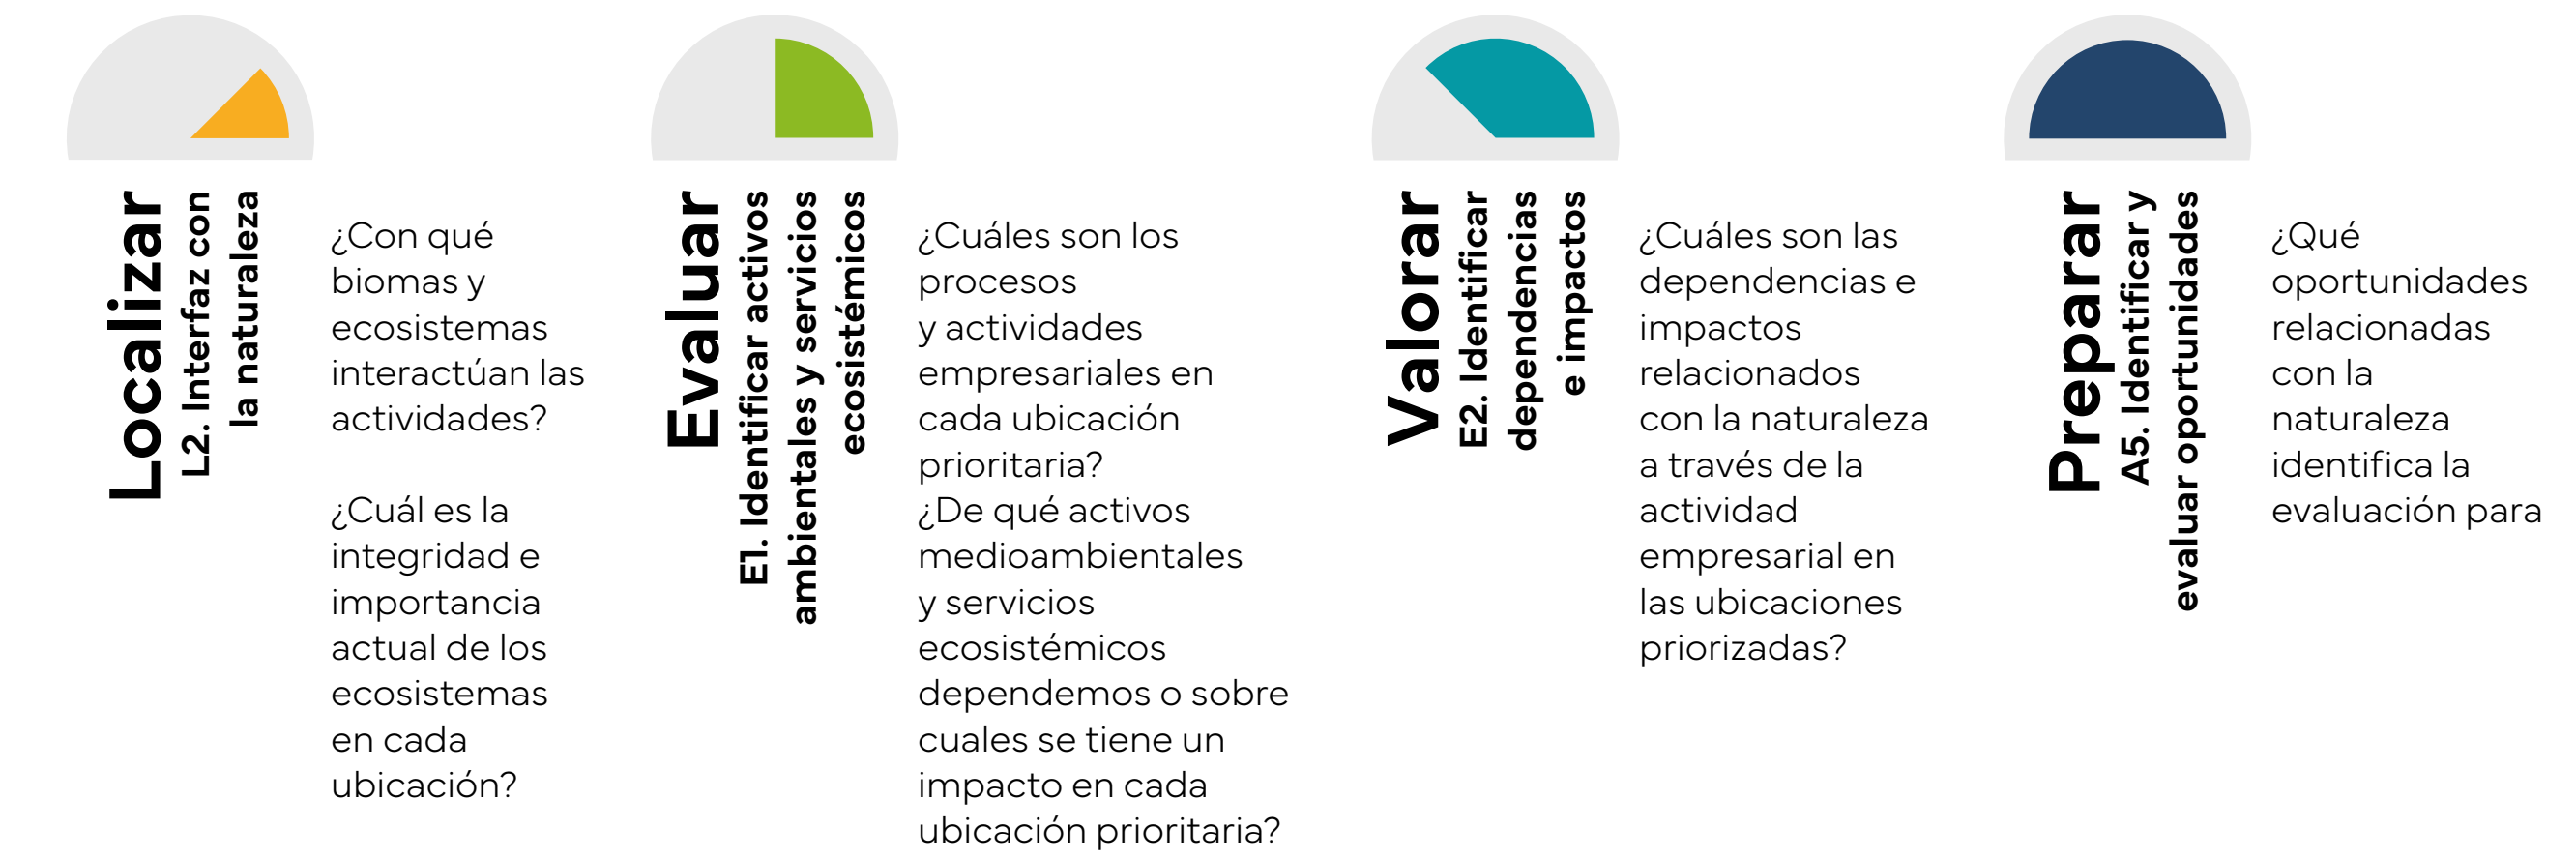 Localizar
L2. Interfaz con
la naturaleza
¿Con qué
biomas y
ecosistemas
interactúan las
actividades?
¿Cuál es la
integridad e
importancia
actual de los
ecosistemas
en cada
ubicación?
Evaluar
E1. Identificar activos
ambientales y servicios
ecosistémicos
¿Cuáles son los
procesos
y actividades
empresariales en
cada ubicación
prioritaria?
¿De qué activos
medioambientales
y servicios
ecosistémicos
dependemos o sobre
cuales se tiene un
impacto en cada
ubicación prioritaria?
Valorar
E2. Identificar
dependencias
e impactos
¿Cuáles son las
dependencias e
impactos
relacionados
con la naturaleza
a través de la
actividad
empresarial en
las ubicaciones
priorizadas?
Preparar
A5. Identificar y
evaluar oportunidades
¿Qué
oportunidades
relacionadas
con la
naturaleza
identifica la
evaluación para